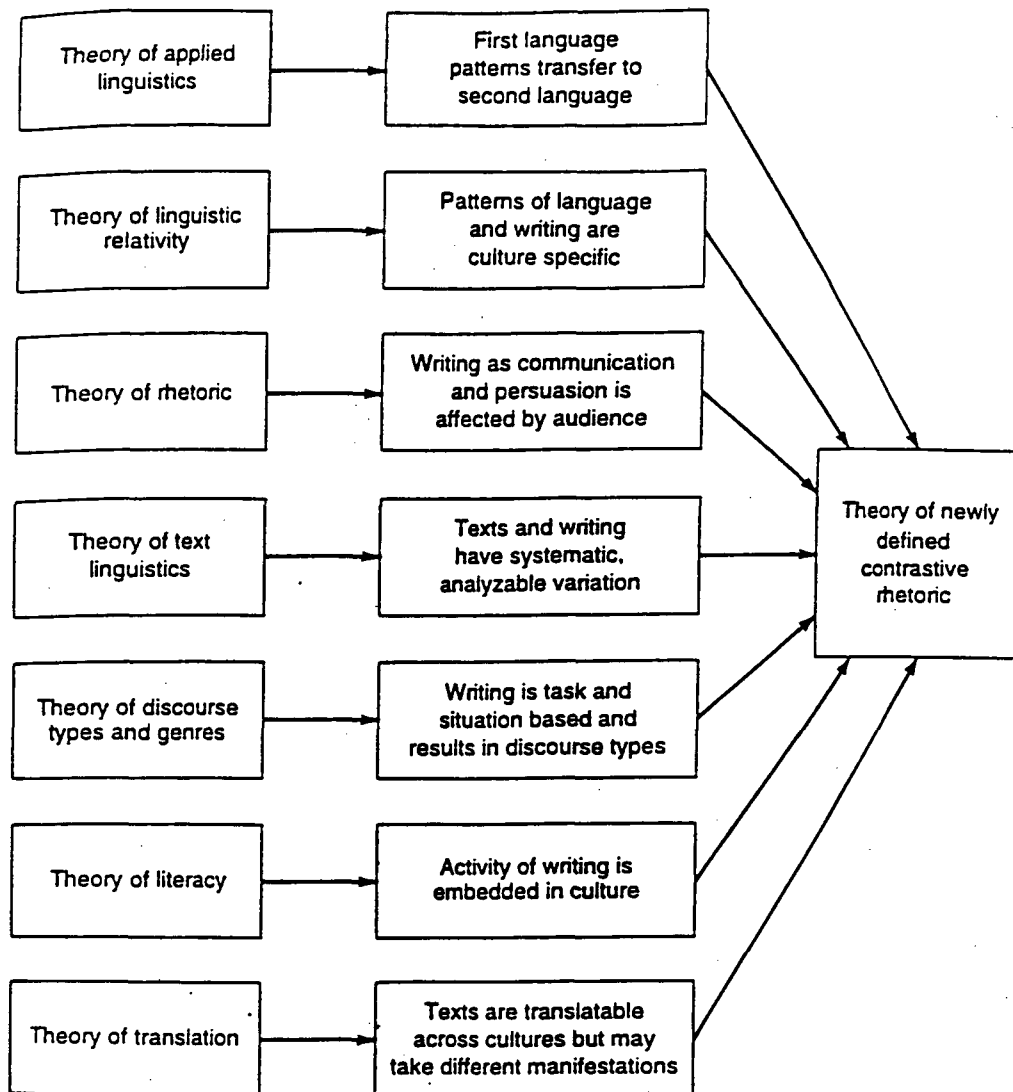 Theory of applied
linguistics
First language
patterns transfer to
second language
Theory of linguistic
relativity
Patterns of language
and writing are
culture specific
Theory of rhetoric
Writing as communication
and persuasion is
affected by audience
Theory of text
linguistics
Texts and writing
have systematic,
analyzable variation
Theory of discourse
types and genres
Writing is task and
situation based and
results in discourse types
Theory of literacy
Activity of writing is
embedded in culture
Theory of translation
Texts are translatable
across cultures but may
take different manifestations
Theory of newly
defined
contrastive
rhetoric